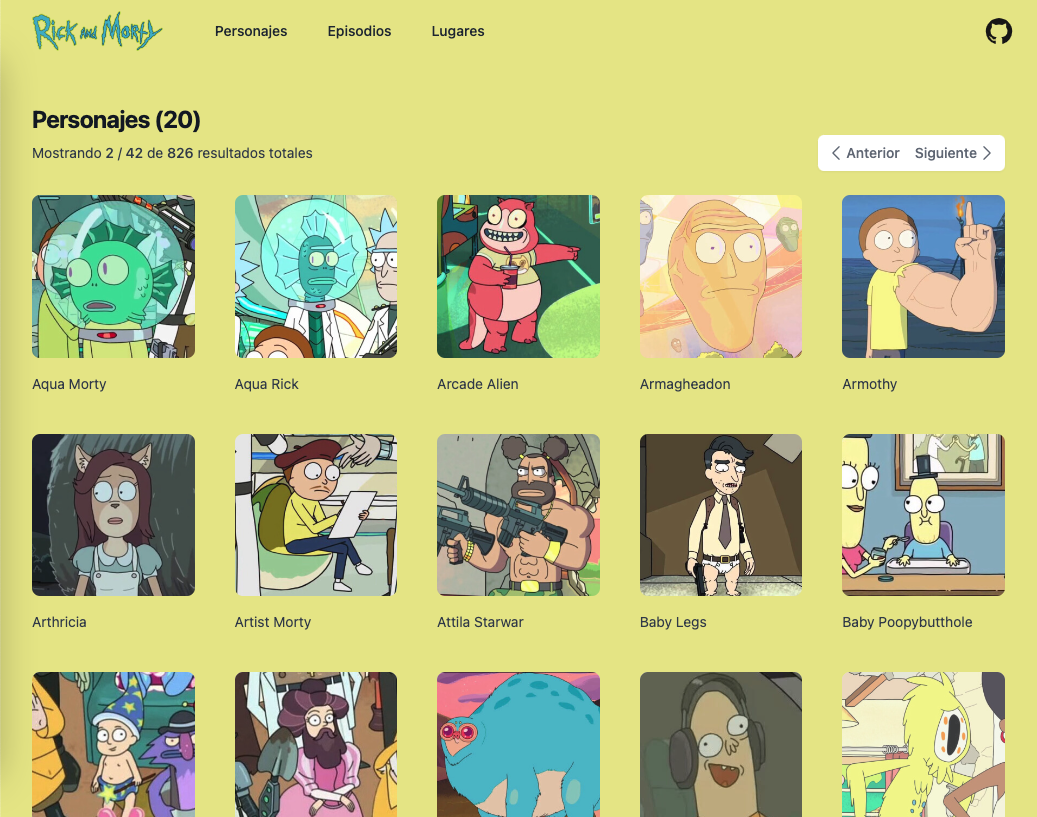 Rick and Morty
Personajes
Episodios
Lugares
Personajes (20)
Mostrando 2 / 42 de 826 resultados totales
Anterior
Siguiente
Aqua Morty
Aqua Rick
Arcade Alien
Armagheadon
Armothy
Arthricia
Artist Morty
Attila Starwar
Baby Legs
Baby Poopybutthole